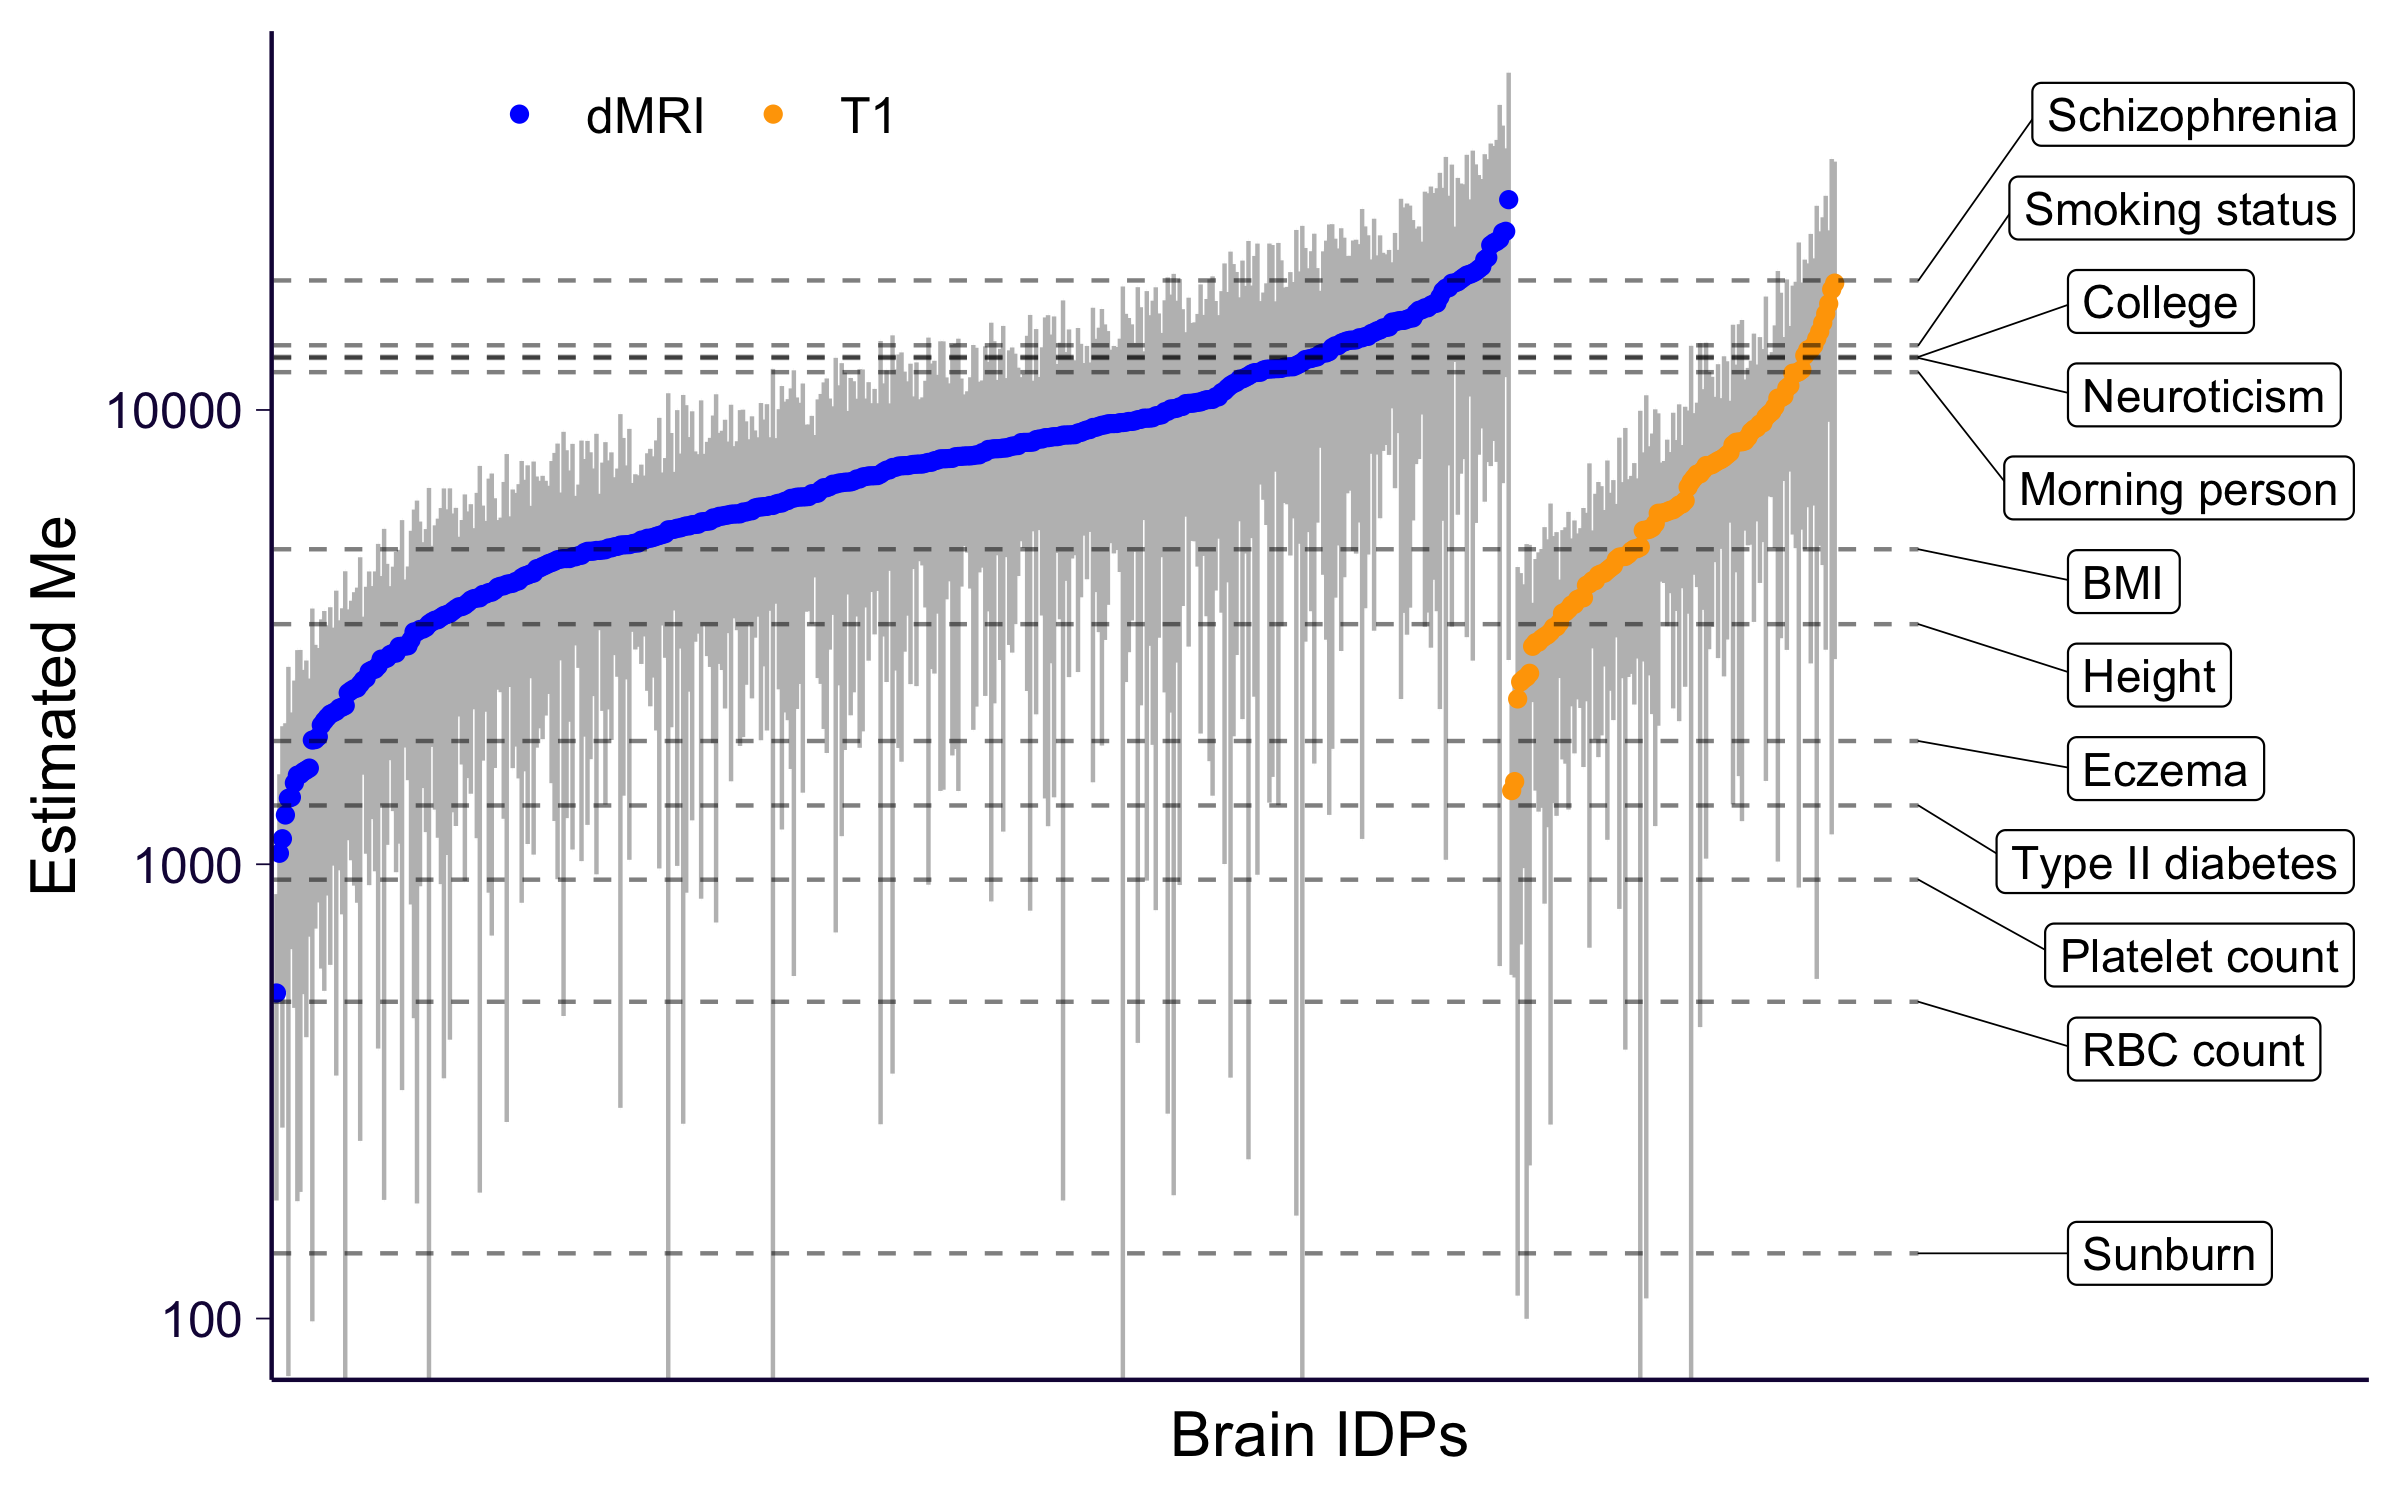 dMRI
T1
Schizophrenia
Smoking status
College
Neuroticism
Morning person
BMI
Height
Eczema
Type II diabetes
Platelet count
RBC count
Sunburn
10000
1000
100
Estimated Me
Brain IDPs